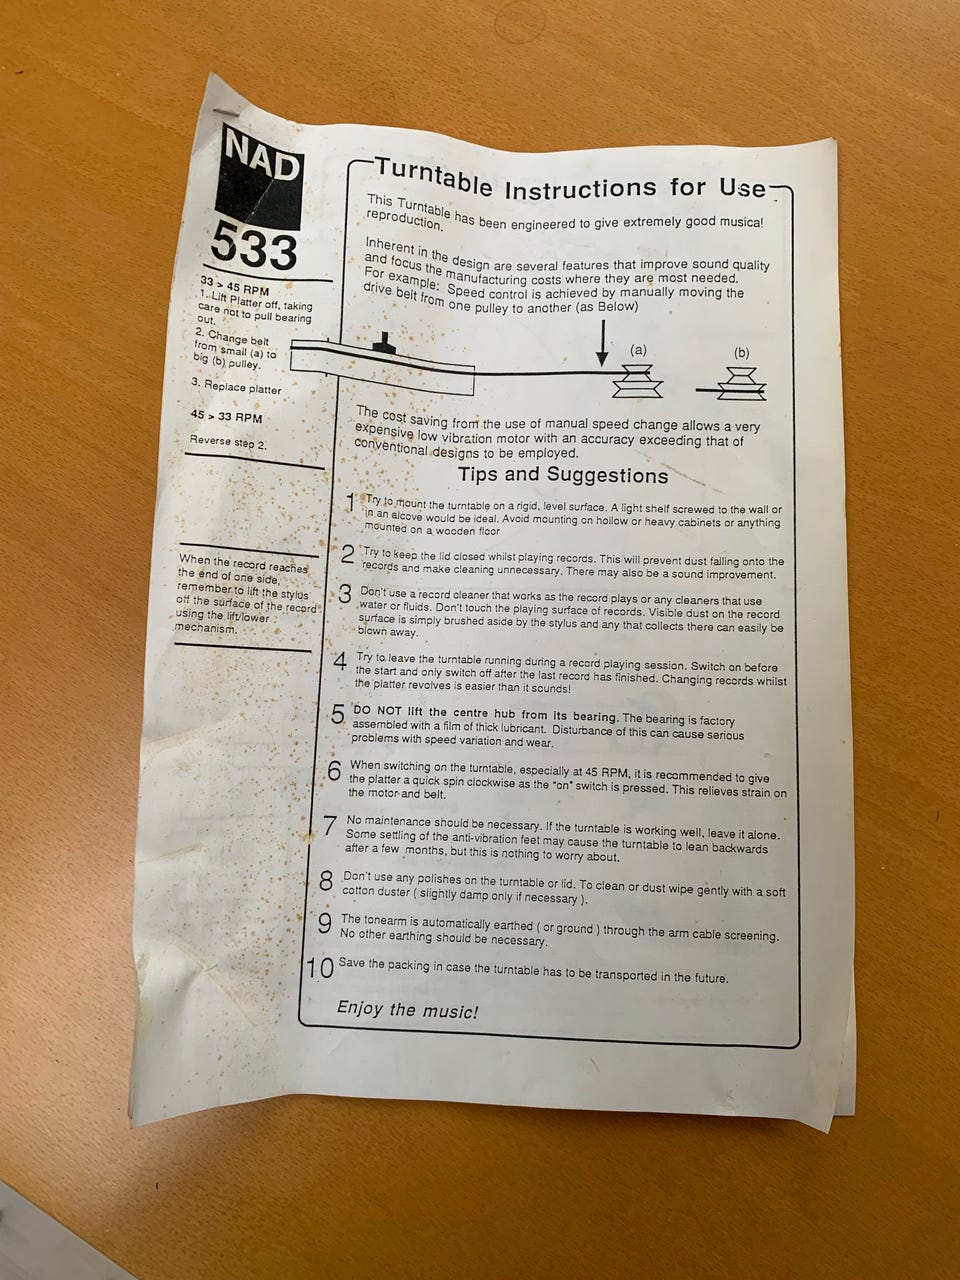 NAD
533
33 > 45 RPM
1. Lift Platter off, taking
care not to pull bearing
out.
2. Change belt
from small (a) to
big (b) pulley.
3. Replace platter
45 > 33 RPM
Reverse step 2.
When the record reaches
the end of one side,
remember to lift the stylus
off the surface of the record
using the lift/lower
mechanism.
Turntable Instructions for Use
This Turntable has been engineered to give extremely good musical
reproduction.
Inherent in the design are several features that improve sound quality
and focus the manufacturing costs where they are most needed.
For example: Speed control is achieved by manually moving the
drive belt from one pulley to another (as Below)
(a)
(b)
The cost saving from the use of manual speed change allows a very
expensive low vibration motor with an accuracy exceeding that of
conventional designs to be employed.
Tips and Suggestions
1 Try to mount the turntable on a rigid, level surface. A light shelf screwed to the wall or
in an alcove would be ideal. Avoid mounting on hollow or heavy cabinets or anything
mounted on a wooden floor
2 Try to keep the lid closed whilst playing records. This will prevent dust falling onto the
records and make cleaning unnecessary. There may also be a sound improvement.
3 Don't use a record cleaner that works as the record plays or any cleaners that use
water or fluids. Don't touch the playing surface of records. Visible dust on the record
surface is simply brushed aside by the stylus and any that collects there can easily be
blown away.
4 Try to leave the turntable running during a record playing session. Switch on before
the start and only switch off after the last record has finished. Changing records whilst
the platter revolves is easier than it sounds!
5 DO NOT lift the centre hub from its bearing. The bearing is factory
assembled with a film of thick lubricant. Disturbance of this can cause serious
problems with speed variation and wear.
6 When switching on the turntable, especially at 45 RPM, it is recommended to give
the platter a quick spin clockwise as the "on" switch is pressed. This relieves strain on
the motor and belt.
7 No maintenance should be necessary. If the turntable is working well, leave it alone.
Some settling of the anti-vibration feet may cause the turntable to lean backwards
after a few months, but this is nothing to worry about.
8 Don't use any polishes on the turntable or lid. To clean or dust wipe gently with a soft
cotton duster ( slightly damp only if necessary ).
9 The tonearm is automatically earthed ( or ground ) through the arm cable screening.
No other earthing should be necessary.
10 Save the packing in case the turntable has to be transported in the future.
Enjoy the music!